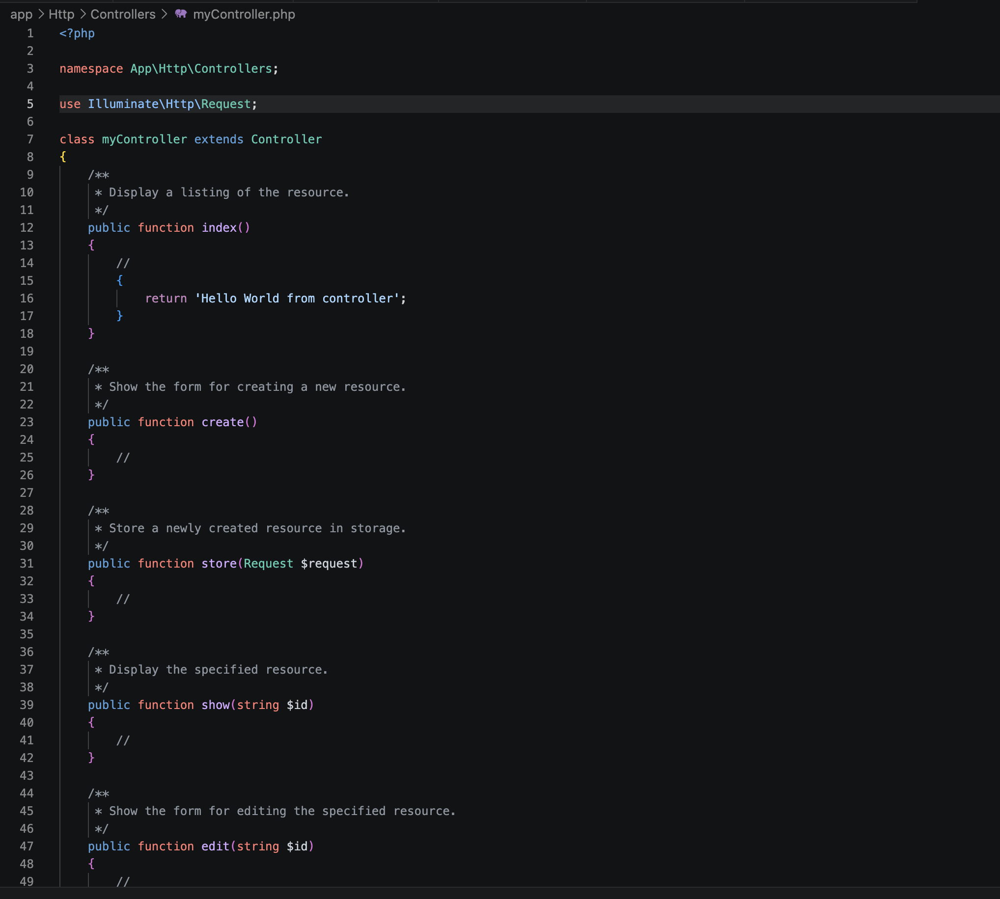 app > Http > Controllers > myController.php
1 <?php
2
3 namespace App\Http\Controllers;
4
5 use Illuminate\Http\Request;
6
7 class myController extends Controller
8 {
9     /**
10      * Display a listing of the resource.
11      */
12     public function index()
13     {
14         //
15         {
16             return 'Hello World from controller';
17         }
18     }
19
20     /**
21      * Show the form for creating a new resource.
22      */
23     public function create()
24     {
25         //
26     }
27
28     /**
29      * Store a newly created resource in storage.
30      */
31     public function store(Request $request)
32     {
33         //
34     }
35
36     /**
37      * Display the specified resource.
38      */
39     public function show(string $id)
40     {
41         //
42     }
43
44     /**
45      * Show the form for editing the specified resource.
46      */
47     public function edit(string $id)
48     {
49         //